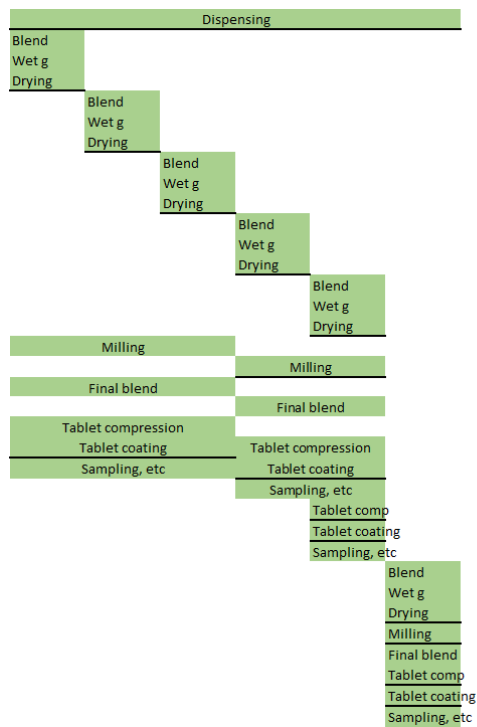 Dispensing
Blend
Wet g
Drying
Blend
Wet g
Drying
Blend
Wet g
Drying
Blend
Wet g
Drying
Blend
Wet g
Drying
Milling
Milling
Final blend
Final blend
Tablet compression
Tablet coating
Tablet compression
Sampling, etc
Tablet coating
Sampling, etc
Tablet comp
Tablet coating
Sampling, etc
Blend
Wet g
Drying
Milling
Final blend
Tablet comp
Tablet coating
Sampling, etc